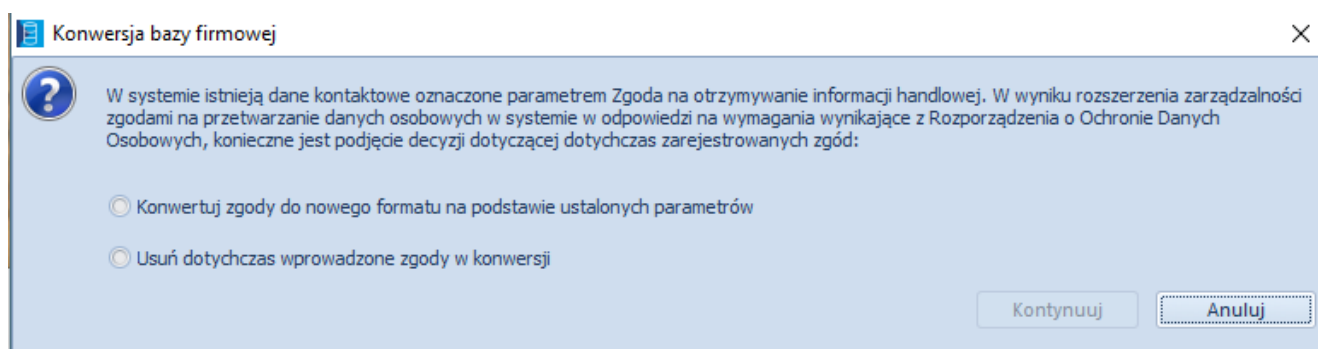 Konwersja bazy firmowej
W systemie istnieją dane kontaktowe oznaczone parametrem Zgoda na otrzymywanie informacji handlowej. W wyniku rozszerzenia zarządzalności
zgodami na przetwarzanie danych osobowych w systemie w odpowiedzi na wymagania wynikające z Rozporządzenia o Ochronie Danych
Osobowych, konieczne jest podjęcie decyzji dotyczącej dotychczas zarejestrowanych zgód:
Konwertuj zgody do nowego formatu na podstawie ustalonych parametrów
Usuń dotychczas wprowadzone zgody w konwersji
Kontynuuj Anuluj